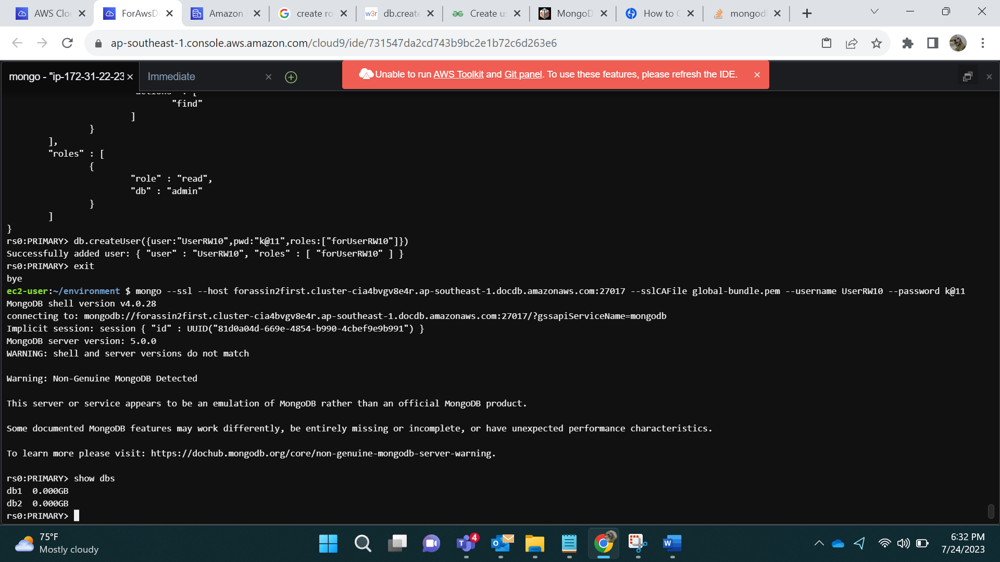 AWS Clou
ForAwsD
Amazon
create ro
w3r db.create
Create us
MongoD
How to C
mongod
ap-southeast-1.console.aws.amazon.com/cloud9/ide/731547da2cd743b9bc2e1b72c6d263e6
mongo - "ip-172-31-22-23
Immediate
Unable to run AWS Toolkit and Git panel. To use these features, please refresh the IDE.
"actions" : [
"find"
]
}
],
"roles" : [
{
"role" : "read",
"db" : "admin"
}
]
}
rs0:PRIMARY> db.createUser({user:"UserRW10",pwd:"k@11",roles:["forUserRW10"]})
Successfully added user: { "user" : "UserRW10", "roles" : [ "forUserRW10" ] }
rs0:PRIMARY> exit
bye
ec2-user:~/environment $ mongo --ssl --host forassin2first.cluster-cia4bvgv8e4r.ap-southeast-1.docdb.amazonaws.com:27017 --sslCAFile global-bundle.pem --username UserRW10 --password k@11
MongoDB shell version v4.0.28
connecting to: mongodb://forassin2first.cluster-cia4bvgv8e4r.ap-southeast-1.docdb.amazonaws.com:27017/?gssapiServiceName=mongodb
Implicit session: session { "id" : UUID("81d0a04d-669e-4854-b990-4cbef9e9b991") }
MongoDB server version: 5.0.0
WARNING: shell and server versions do not match
Warning: Non-Genuine MongoDB Detected
This server or service appears to be an emulation of MongoDB rather than an official MongoDB product.
Some documented MongoDB features may work differently, be entirely missing or incomplete, or have unexpected performance characteristics.
To learn more please visit: https://dochub.mongodb.org/core/non-genuine-mongodb-server-warning.
rs0:PRIMARY> show dbs
db1 0.000GB
db2 0.000GB
rs0:PRIMARY>
75°F
Mostly cloudy
4
6:32 PM
7/24/2023